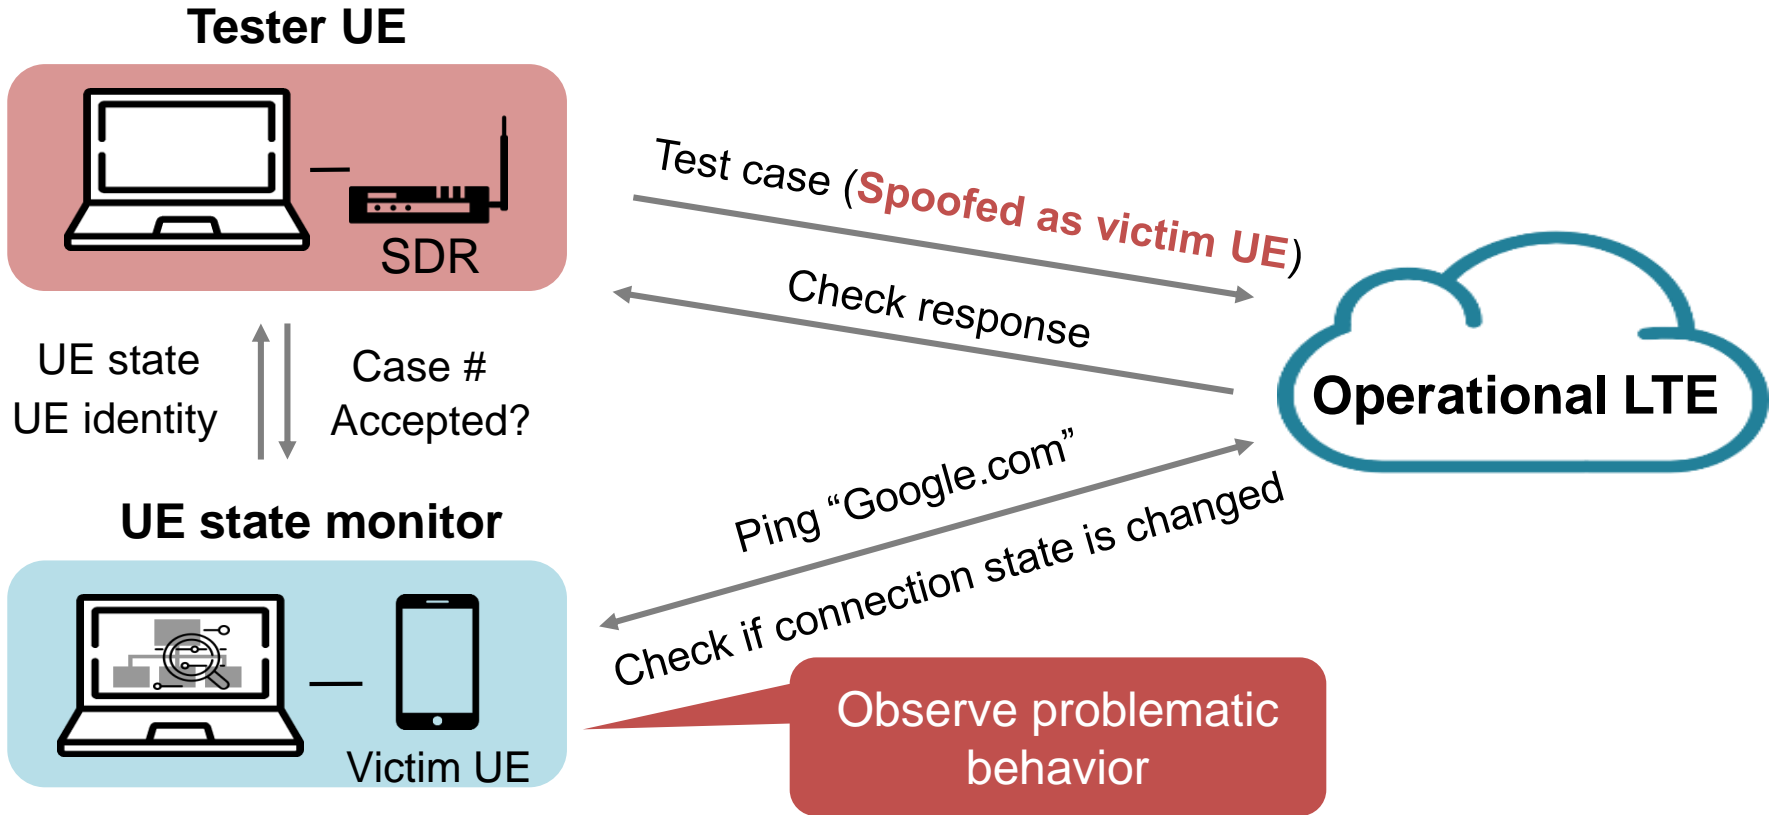 Tester UE
SDR
Test case (Spoofed as victim UE)
Check response
UE state
UE identity
Case #
Accepted?
Operational LTE
UE state monitor
Victim UE
Ping “Google.com”
Check if connection state is changed
Observe problematic
behavior